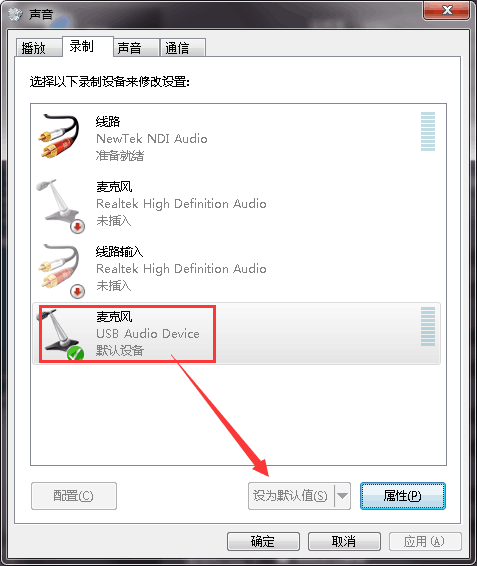 声音
播放 录制 声音 通信
选择以下录制设备来修改设置:
线路
NewTek NDI Audio
准备就绪
麦克风
Realtek High Definition Audio
未插入
线路输入
Realtek High Definition Audio
未插入
麦克风
USB Audio Device
默认设备
配置(C) 设为默认值(S) 属性(P)
确定 取消 应用(A)